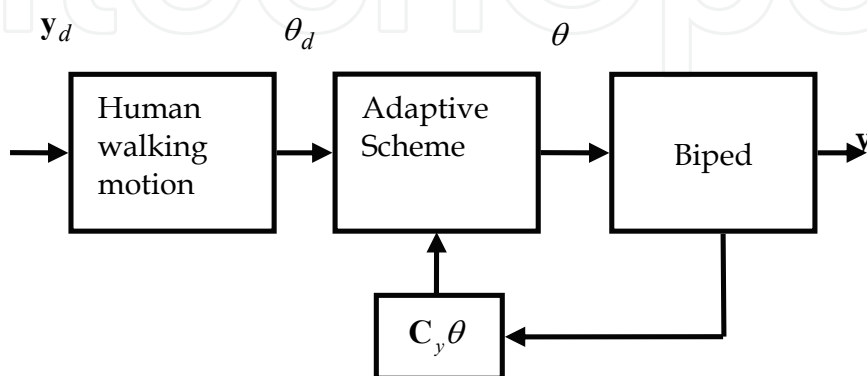 y_d θ_d θ
Human
walking
motion
Adaptive
Scheme
Biped
y
C_yθ